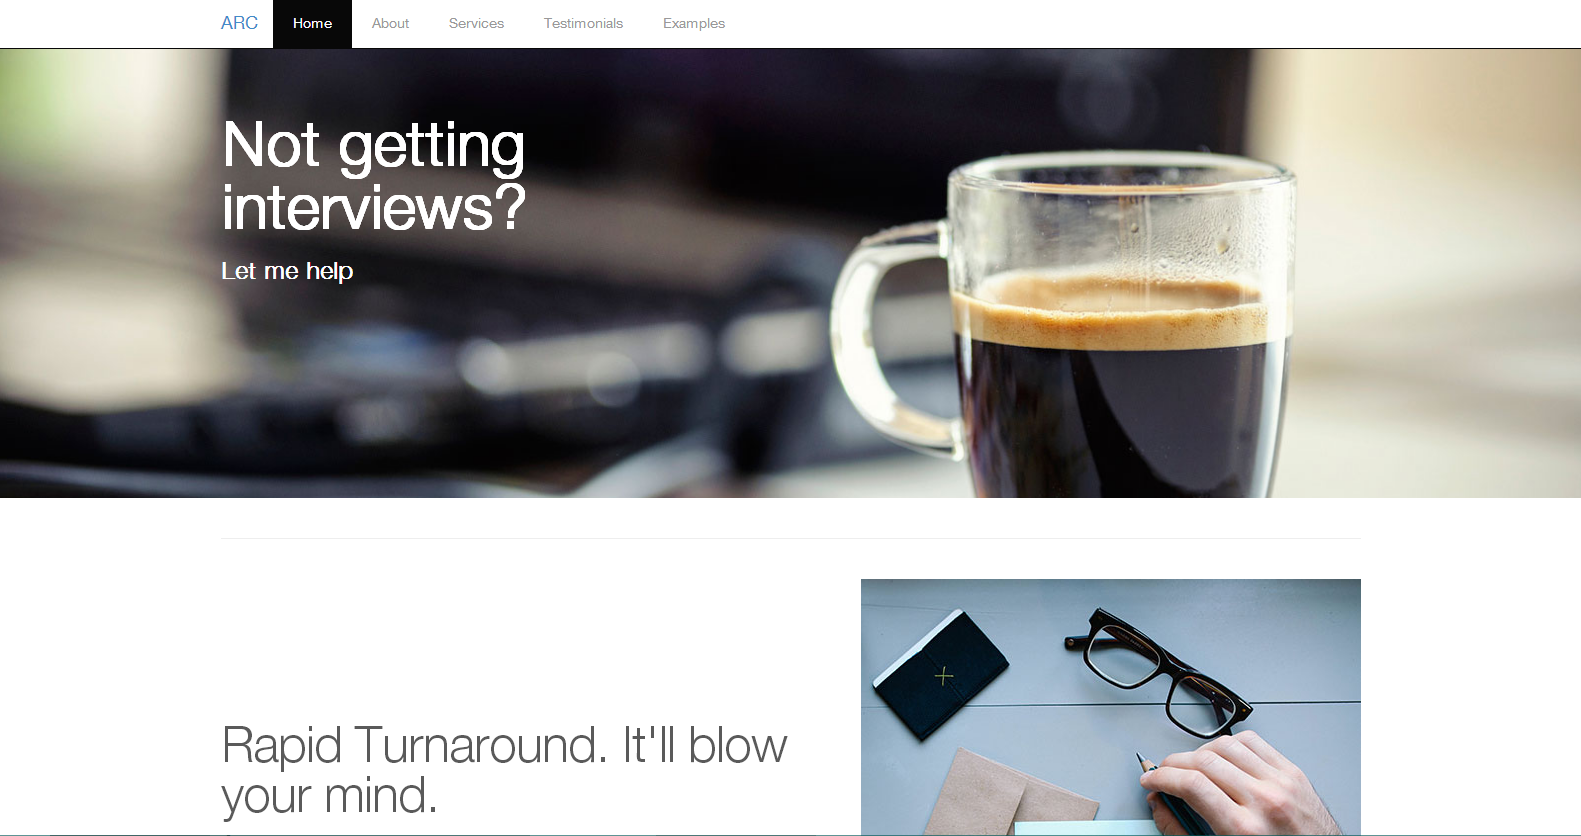 ARC Home About Services Testimonials Examples
Not getting
interviews?
Let me help
Rapid Turnaround. It'll blow
your mind.